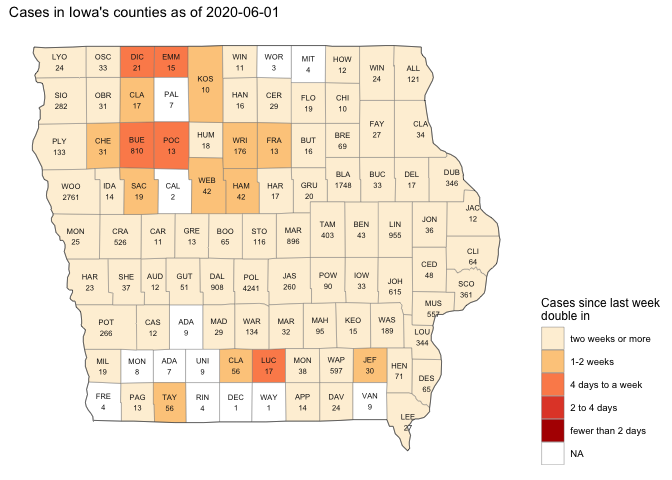 Cases in Iowa's counties as of 2020-06-01
LYO OSC DIC EMM WIN WOR MIT HOW WIN ALL
24 33 21 15 11 3 4 12 24 121
KOS
10
SIO OBR CLA PAL HAN CER FLO CHI
282 31 17 7 16 29 19 10
FAY CLA
27 34
PLY CHE BUE POC HUM WRI FRA BUT BRE
133 31 810 13 18 176 13 16 69
WOO IDA SAC CAL WEB HAM HAR GRU BLA BUC DEL DUB
2761 14 19 2 42 42 17 20 1748 33 17 346
JAC
12
MON CRA CAR GRE BOO STO MAR TAM BEN LIN JON
25 526 11 13 65 116 896 403 43 955 36
CLI
64
HAR SHE AUD GUT DAL POL JAS POW IOW JOH CED SCO
23 37 12 51 908 4241 260 90 33 615 48 361
MUS
557
POT CAS ADA MAD WAR MAR MAH KEO WAS LOU
266 12 9 29 134 32 95 15 189 344
MIL MON ADA UNI CLA LUC MON WAP JEF HEN
19 8 7 9 56 17 38 597 30 71
DES
65
FRE PAG TAY RIN DEC WAY APP DAV VAN
4 13 56 4 1 1 14 24 9
LEE
27
Cases since last week
double in
two weeks or more
1-2 weeks
4 days to a week
2 to 4 days
fewer than 2 days
NA